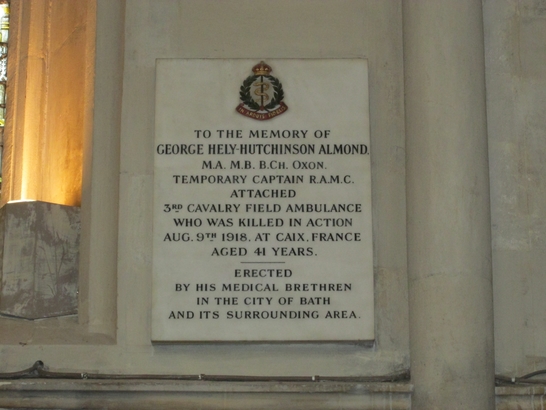 TO THE MEMORY OF
GEORGE HELY-HUTCHINSON ALMOND.
M.A. M.B. B.CH. OXON.
TEMPORARY CAPTAIN R.A.M.C.
ATTACHED
3RD CAVALRY FIELD AMBULANCE
WHO WAS KILLED IN ACTION
AUG. 9TH 1918. AT CAIX. FRANCE
AGED 41 YEARS.
ERECTED
BY HIS MEDICAL BRETHREN
IN THE CITY OF BATH
AND ITS SURROUNDING AREA.